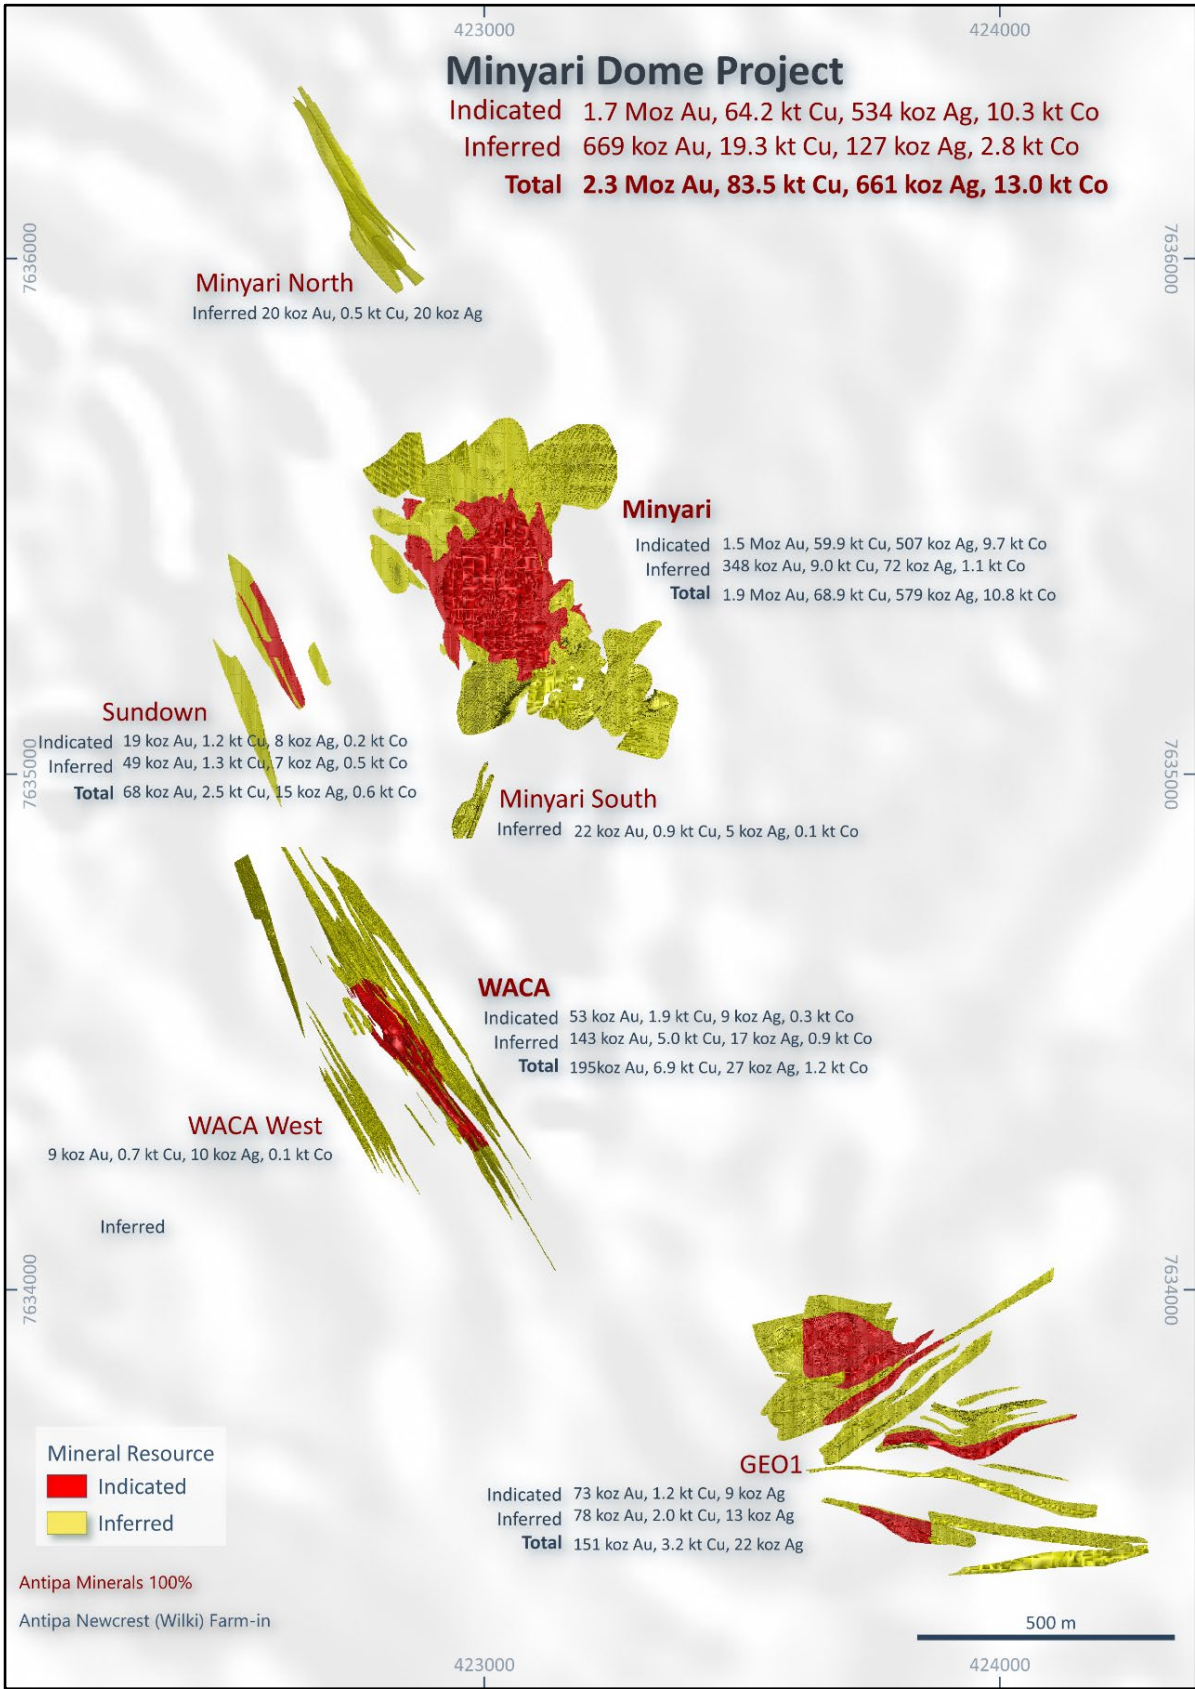 423000
424000
Minyari Dome Project
Indicated 1.7 Moz Au, 64.2 kt Cu, 534 koz Ag, 10.3 kt Co
Inferred 669 koz Au, 19.3 kt Cu, 127 koz Ag, 2.8 kt Co
Total 2.3 Moz Au, 83.5 kt Cu, 661 koz Ag, 13.0 kt Co
7636000
7636000
Minyari North
Inferred 20 koz Au, 0.5 kt Cu, 20 koz Ag
Minyari
Indicated 1.5 Moz Au, 59.9 kt Cu, 507 koz Ag, 9.7 kt Co
Inferred 348 koz Au, 9.0 kt Cu, 72 koz Ag, 1.1 kt Co
Total 1.9 Moz Au, 68.9 kt Cu, 579 koz Ag, 10.8 kt Co
Sundown
Indicated 19 koz Au, 1.2 kt Cu, 8 koz Ag, 0.2 kt Co
Inferred 49 koz Au, 1.3 kt Cu, 7 koz Ag, 0.5 kt Co
Total 68 koz Au, 2.5 kt Cu, 15 koz Ag, 0.6 kt Co
7635000
7635000
Minyari South
Inferred 22 koz Au, 0.9 kt Cu, 5 koz Ag, 0.1 kt Co
WACA
Indicated 53 koz Au, 1.9 kt Cu, 9 koz Ag, 0.3 kt Co
Inferred 143 koz Au, 5.0 kt Cu, 17 koz Ag, 0.9 kt Co
Total 195koz Au, 6.9 kt Cu, 27 koz Ag, 1.2 kt Co
WACA West
9 koz Au, 0.7 kt Cu, 10 koz Ag, 0.1 kt Co
Inferred
7634000
7634000
GEO1
Indicated 73 koz Au, 1.2 kt Cu, 9 koz Ag
Inferred 78 koz Au, 2.0 kt Cu, 13 koz Ag
Total 151 koz Au, 3.2 kt Cu, 22 koz Ag
Mineral Resource
Indicated
Inferred
Antipa Minerals 100%
Antipa Newcrest (Wilki) Farm-in
500 m
423000
424000